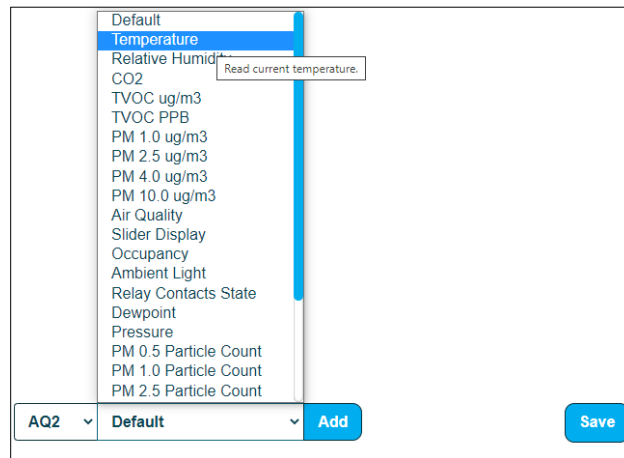 Default
Temperature
Relative Humidity
Read current temperature.
CO2
TVOC ug/m3
TVOC PPB
PM 1.0 ug/m3
PM 2.5 ug/m3
PM 4.0 ug/m3
PM 10.0 ug/m3
Air Quality
Slider Display
Occupancy
Ambient Light
Relay Contacts State
Dewpoint
Pressure
PM 0.5 Particle Count
PM 1.0 Particle Count
PM 2.5 Particle Count
AQ2 Default Add Save